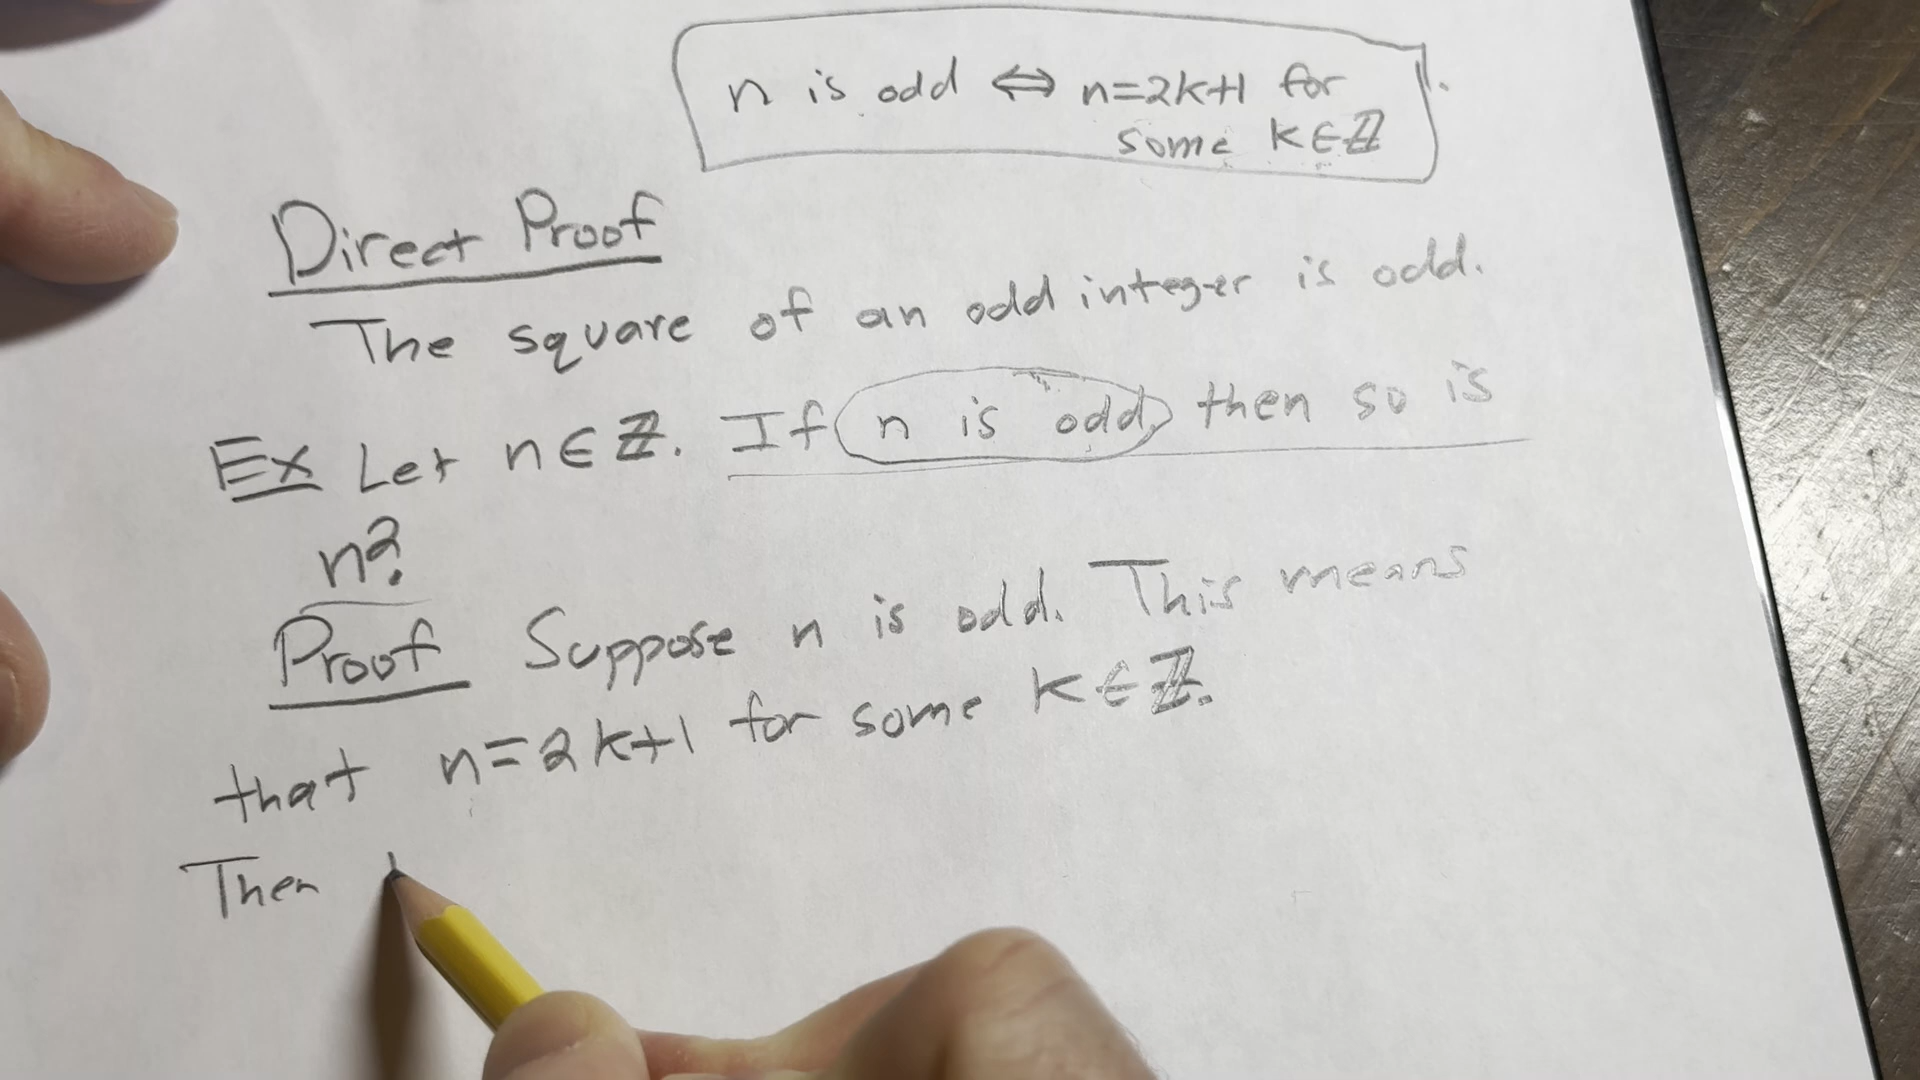 n is odd ⇔ n=2k+1 for
some k∈ℤ
Direct Proof
The square of an odd integer is odd.
Ex Let n∈ℤ. If n is odd, then so is
n².
Proof Suppose n is odd. This means
that n=2k+1 for some k∈ℤ.
Then